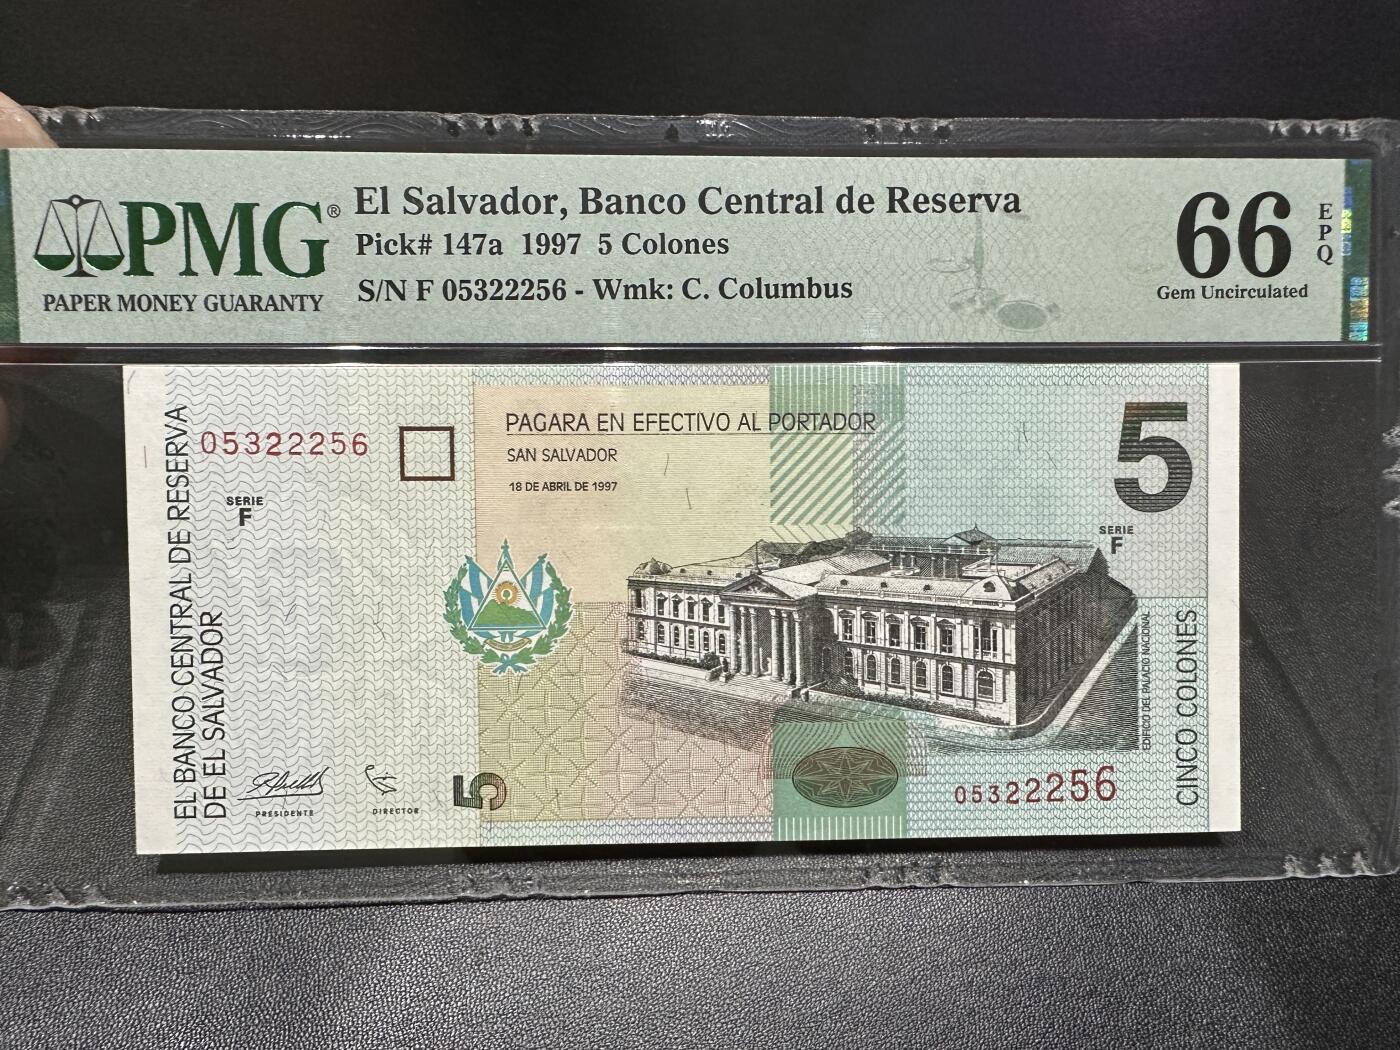 PMG®
PAPER MONEY GUARANTY
El Salvador, Banco Central de Reserva
Pick# 147a 1997 5 Colones
S/N F 05322256 - Wmk: C. Columbus
66
EPQ
Gem Uncirculated
EL BANCO CENTRAL DE RESERVA
DE EL SALVADOR
05322256
SERIE
F
PAGARA EN EFECTIVO AL PORTADOR
SAN SALVADOR
18 DE ABRIL DE 1997
5
SERIE
F
EDIFICIO DEL PALACIO NACIONAL
CINCO COLONES
PRESIDENTE
DIRECTOR
5
05322256